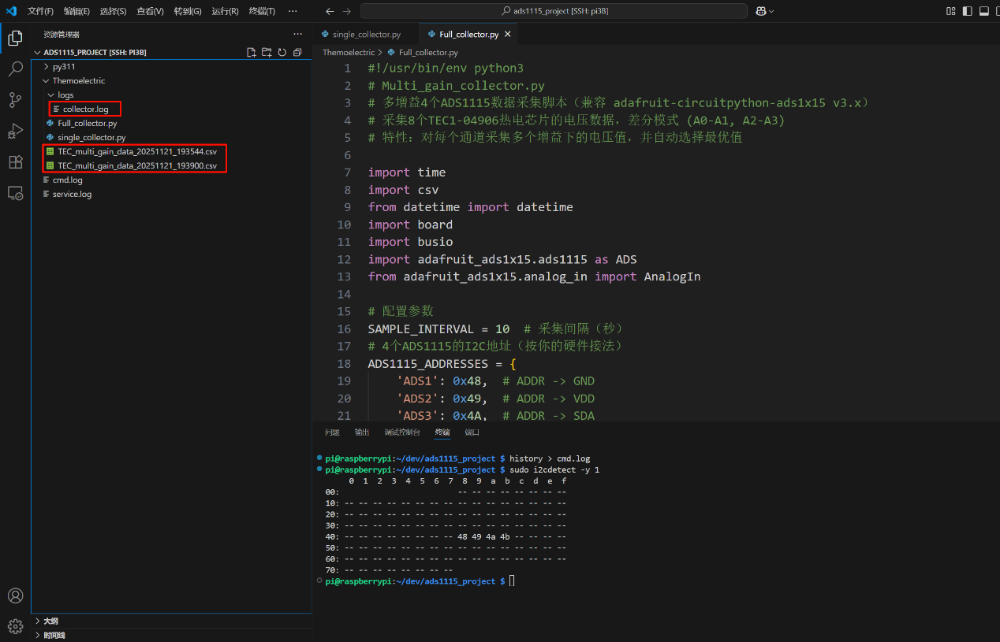 文件(F) 编辑(E) 选择(S) 查看(V) 转到(G) 运行(R) 终端(T) ···
ads1115_project [SSH: pi3B]
资源管理器
ADS1115_PROJECT [SSH: PI3B]
py311
Themoelectric
logs
collector.log
Full_collector.py
single_collector.py
TEC_multi_gain_data_20251121_193544.csv
TEC_multi_gain_data_20251121_193900.csv
cmd.log
service.log
大纲
时间线
single_collector.py Full_collector.py
Themoelectric > Full_collector.py
1 #!/usr/bin/env python3
2 # Multi_gain_collector.py
3 # 多增益4个ADS1115数据采集脚本（兼容 adafruit-circuitpython-ads1x15 v3.x）
4 # 采集8个TEC1-04906热电芯片的电压数据，差分模式 (A0-A1, A2-A3)
5 # 特性：对每个通道采集多个增益下的电压值，并自动选择最优值
6
7 import time
8 import csv
9 from datetime import datetime
10 import board
11 import busio
12 import adafruit_ads1x15.ads1115 as ADS
13 from adafruit_ads1x15.analog_in import AnalogIn
14
15 # 配置参数
16 SAMPLE_INTERVAL = 10 # 采集间隔（秒）
17 # 4个ADS1115的I2C地址（按你的硬件接法）
18 ADS1115_ADDRESSES = {
19 'ADS1': 0x48, # ADDR -> GND
20 'ADS2': 0x49, # ADDR -> VDD
21 'ADS3': 0x4A, # ADDR -> SDA
问题 输出 调试控制台 终端 端口
pi@raspberrypi:~/dev/ads1115_project $ history > cmd.log
pi@raspberrypi:~/dev/ads1115_project $ sudo i2cdetect -y 1
0 1 2 3 4 5 6 7 8 9 a b c d e f
00: -- -- -- -- -- -- -- --
10: -- -- -- -- -- -- -- -- -- -- -- -- -- -- -- --
20: -- -- -- -- -- -- -- -- -- -- -- -- -- -- -- --
30: -- -- -- -- -- -- -- -- -- -- -- -- -- -- -- --
40: -- -- -- -- -- -- -- -- 48 49 4a 4b -- -- -- --
50: -- -- -- -- -- -- -- -- -- -- -- -- -- -- -- --
60: -- -- -- -- -- -- -- -- -- -- -- -- -- -- -- --
70: -- -- -- -- -- -- -- --
pi@raspberrypi:~/dev/ads1115_project $